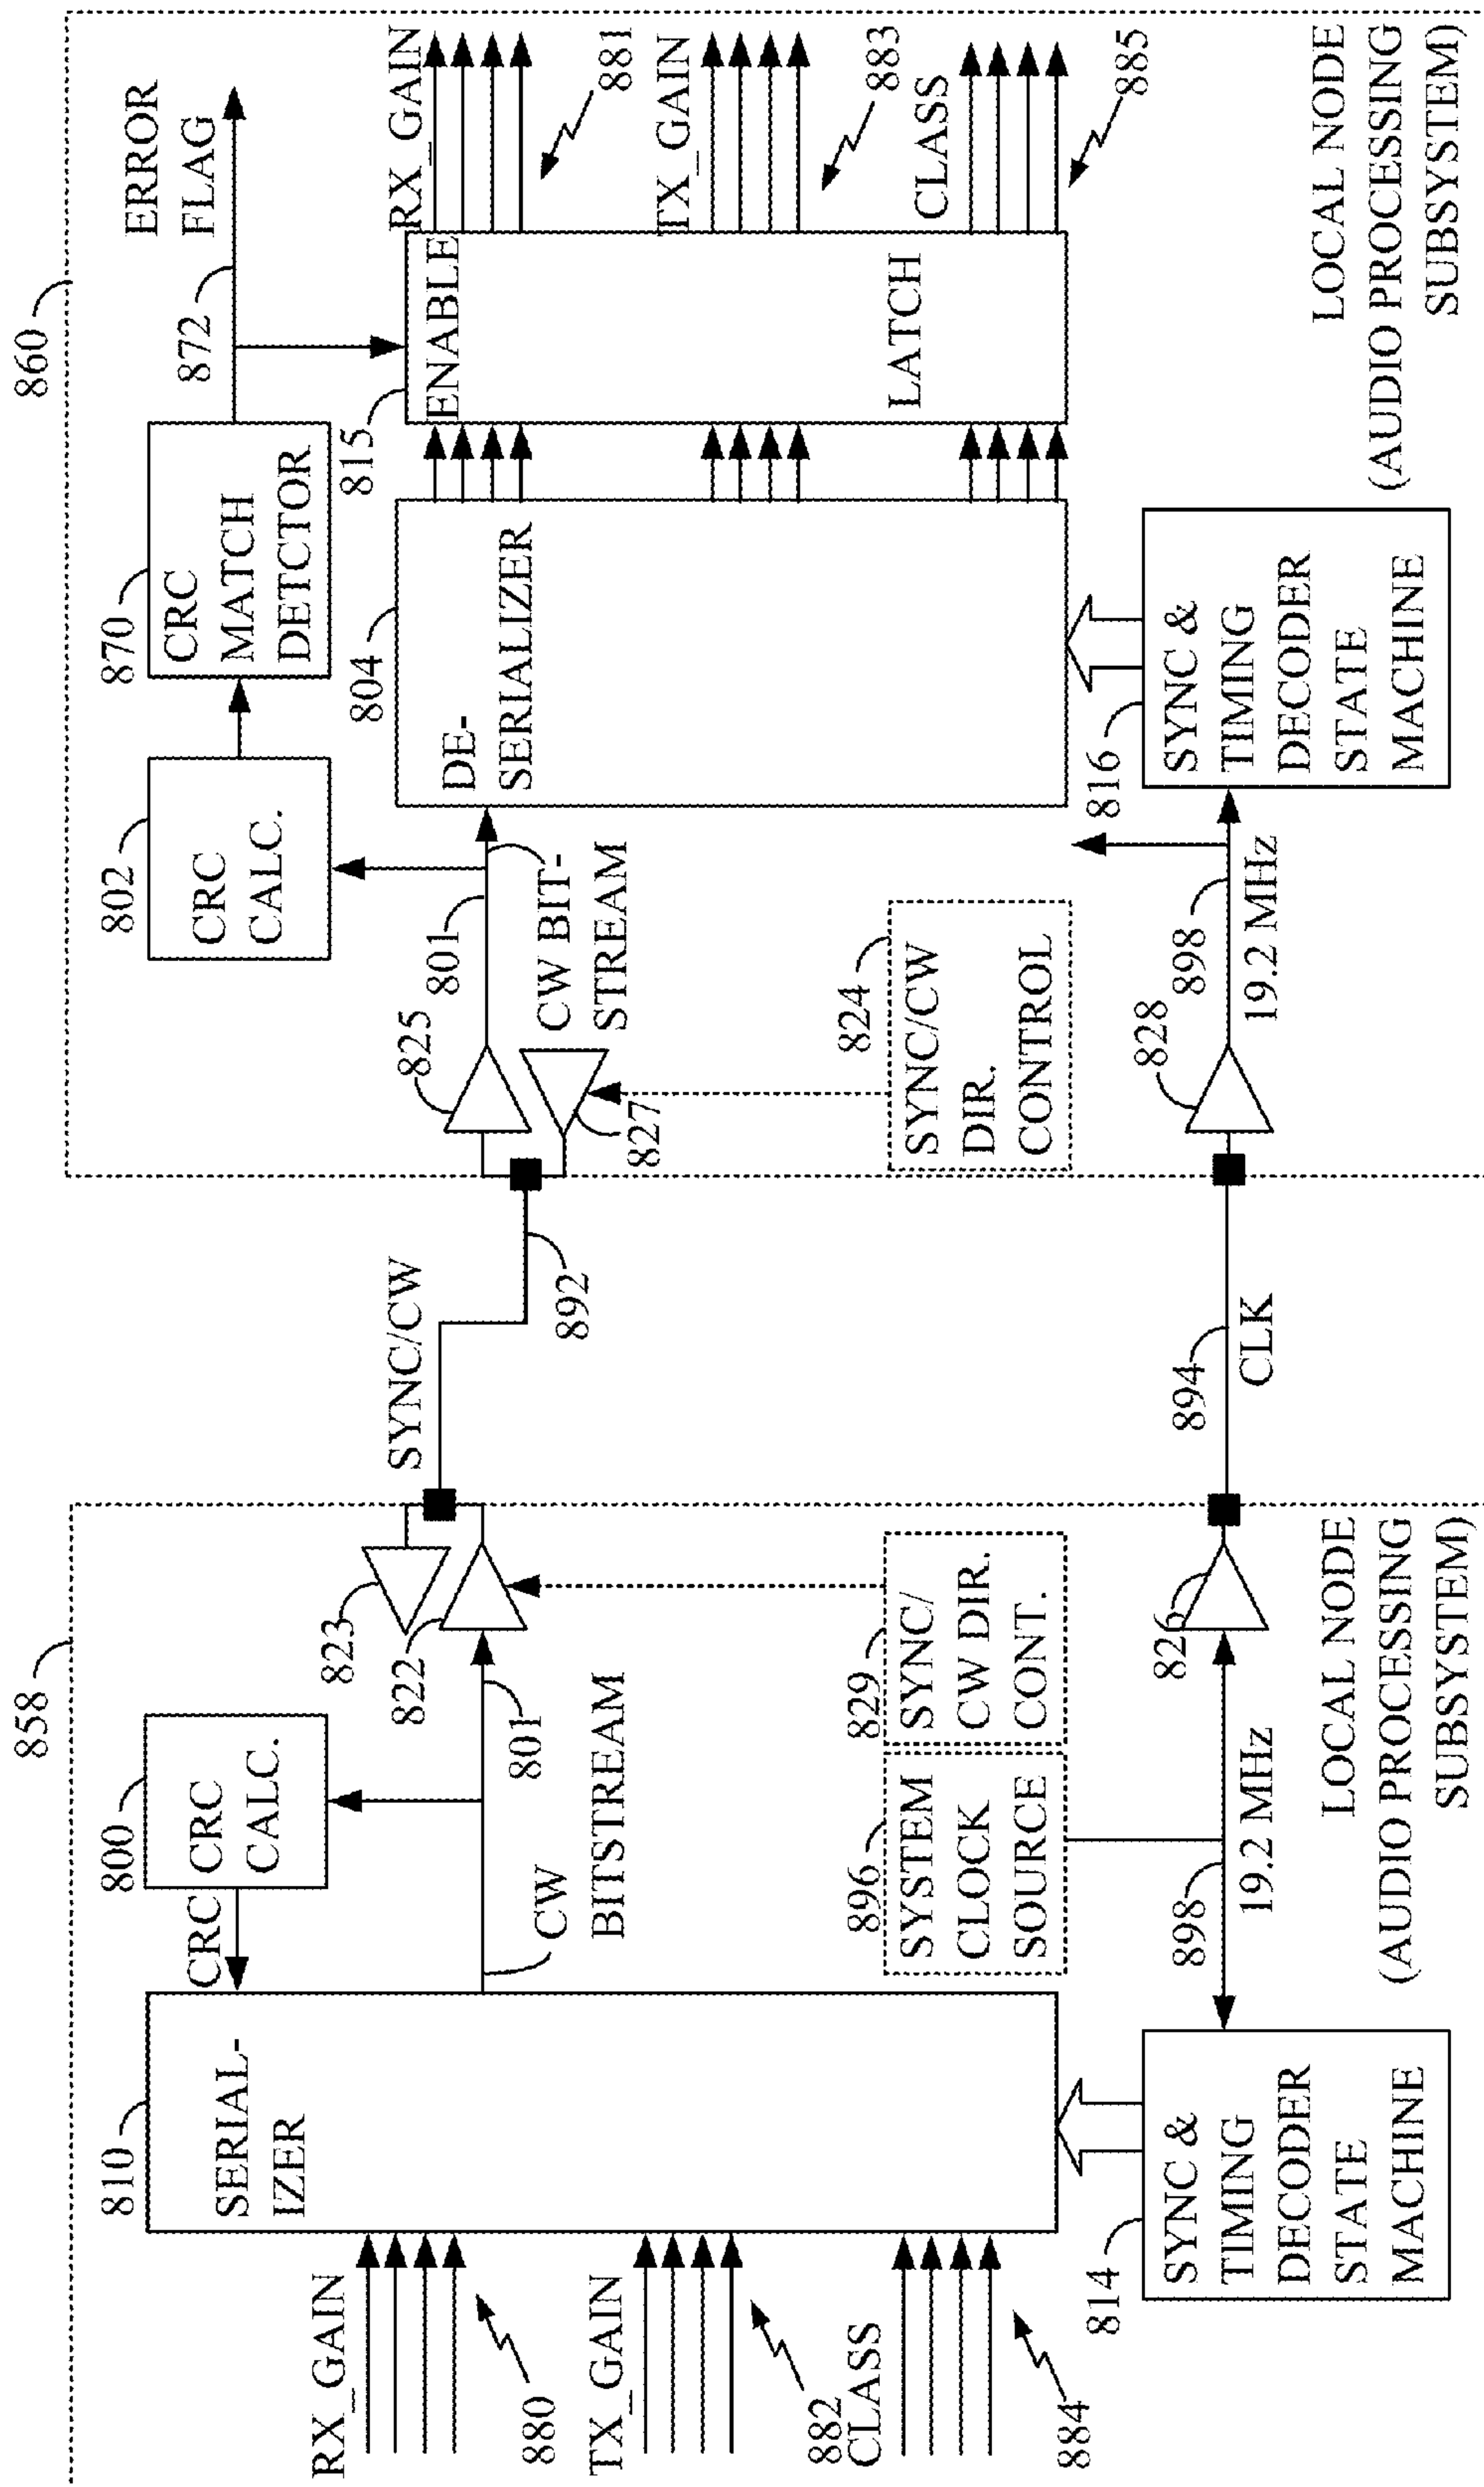 858
810
SERIAL-
IZER
RX_GAIN
880
TX_GAIN
882
CLASS
884
CRC
800
CRC
CALC.
CW
BITSTREAM
801
823
822
896
SYSTEM
CLOCK
SOURCE
829
SYNC/
CW DIR.
CONT.
814
SYNC &
TIMING
DECODER
STATE
MACHINE
898
19.2 MHz
826
LOCAL NODE
(AUDIO PROCESSING
SUBSYSTEM)
SYNC/CW
892
894
CLK
860
802
CRC
CALC.
870
CRC
MATCH
DETCTOR
872
ERROR
FLAG
825
801
CW BIT-
STREAM
827
804
DE-
SERIALIZER
815
ENABLE
LATCH
RX_GAIN
881
TX_GAIN
883
CLASS
885
824
SYNC/CW
DIR.
CONTROL
828
898
19.2 MHz
816
SYNC &
TIMING
DECODER
STATE
MACHINE
LOCAL NODE
(AUDIO PROCESSING
SUBSYSTEM)